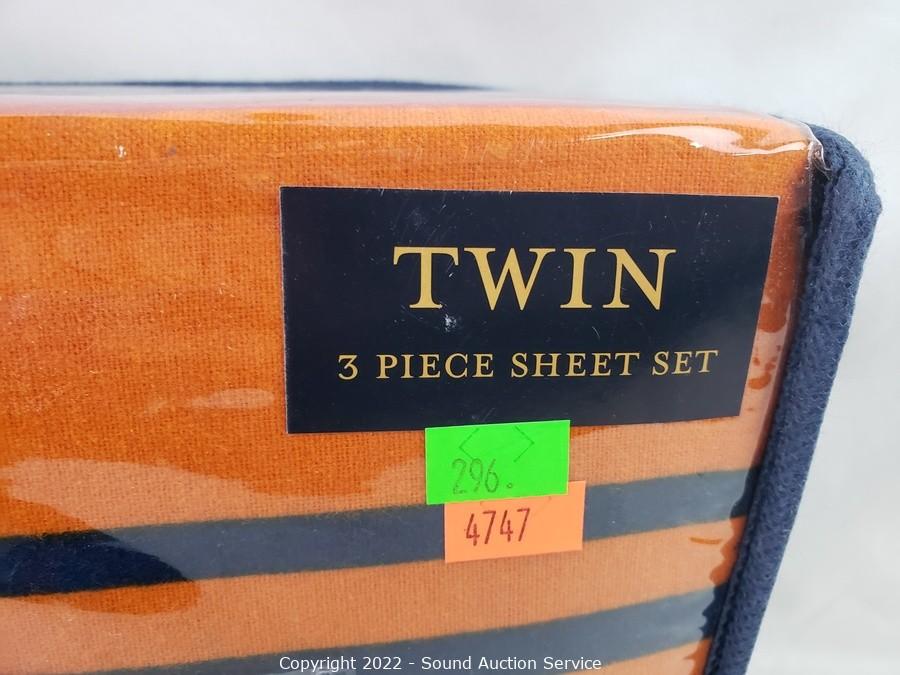 TWIN
3 PIECE SHEET SET
296.
4747
Copyright 2022 - Sound Auction Service